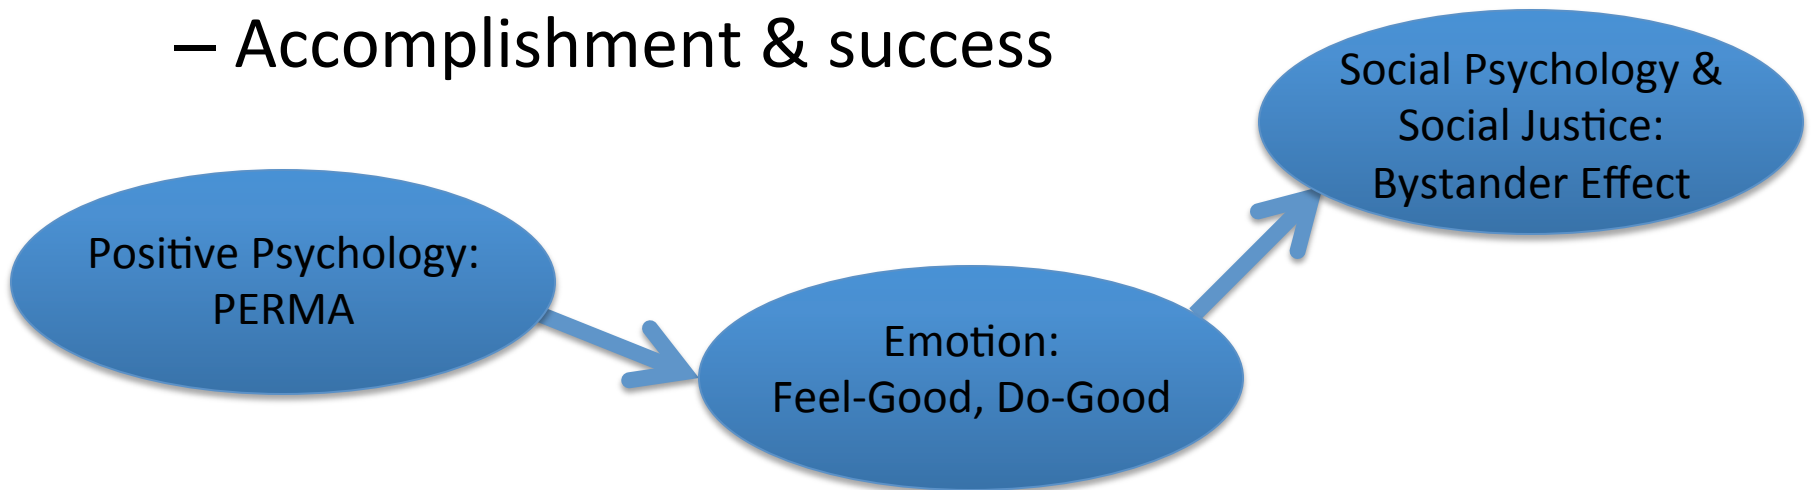 – Accomplishment & success
Social Psychology &
Social Justice:
Bystander Effect
Positive Psychology:
PERMA
Emotion:
Feel-Good, Do-Good